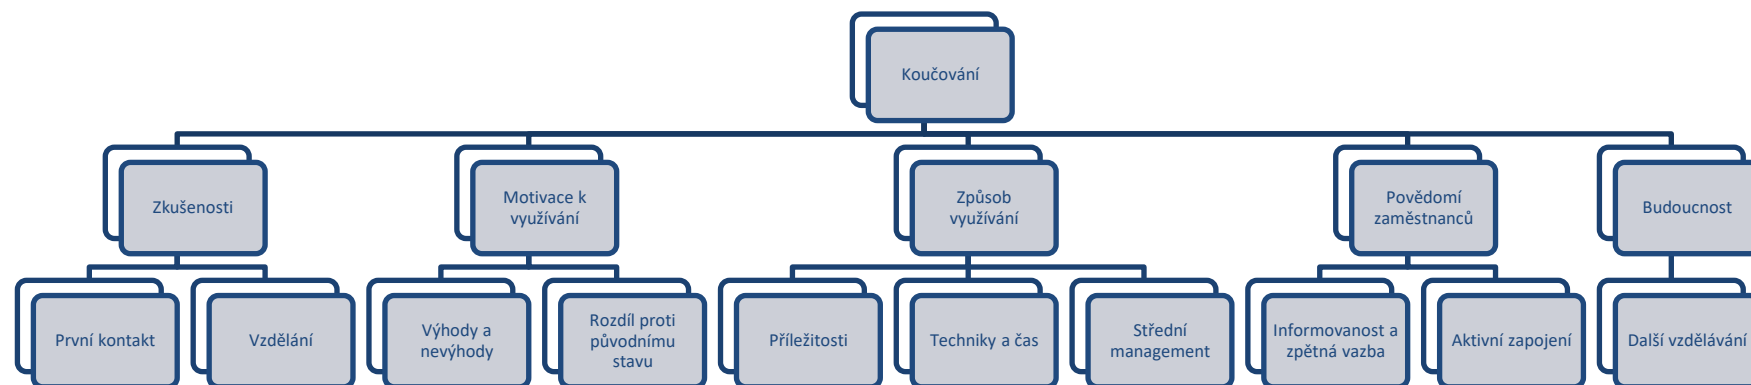 Koučování
Zkušenosti
Motivace k
využívání
Způsob
využívání
Povědomí
zaměstnanců
Budoucnost
První kontakt
Vzdělání
Výhody a
nevýhody
Rozdíl proti
původnímu
stavu
Příležitosti
Techniky a čas
Střední
management
Informovanost a
zpětná vazba
Aktivní zapojení
Další vzdělávání